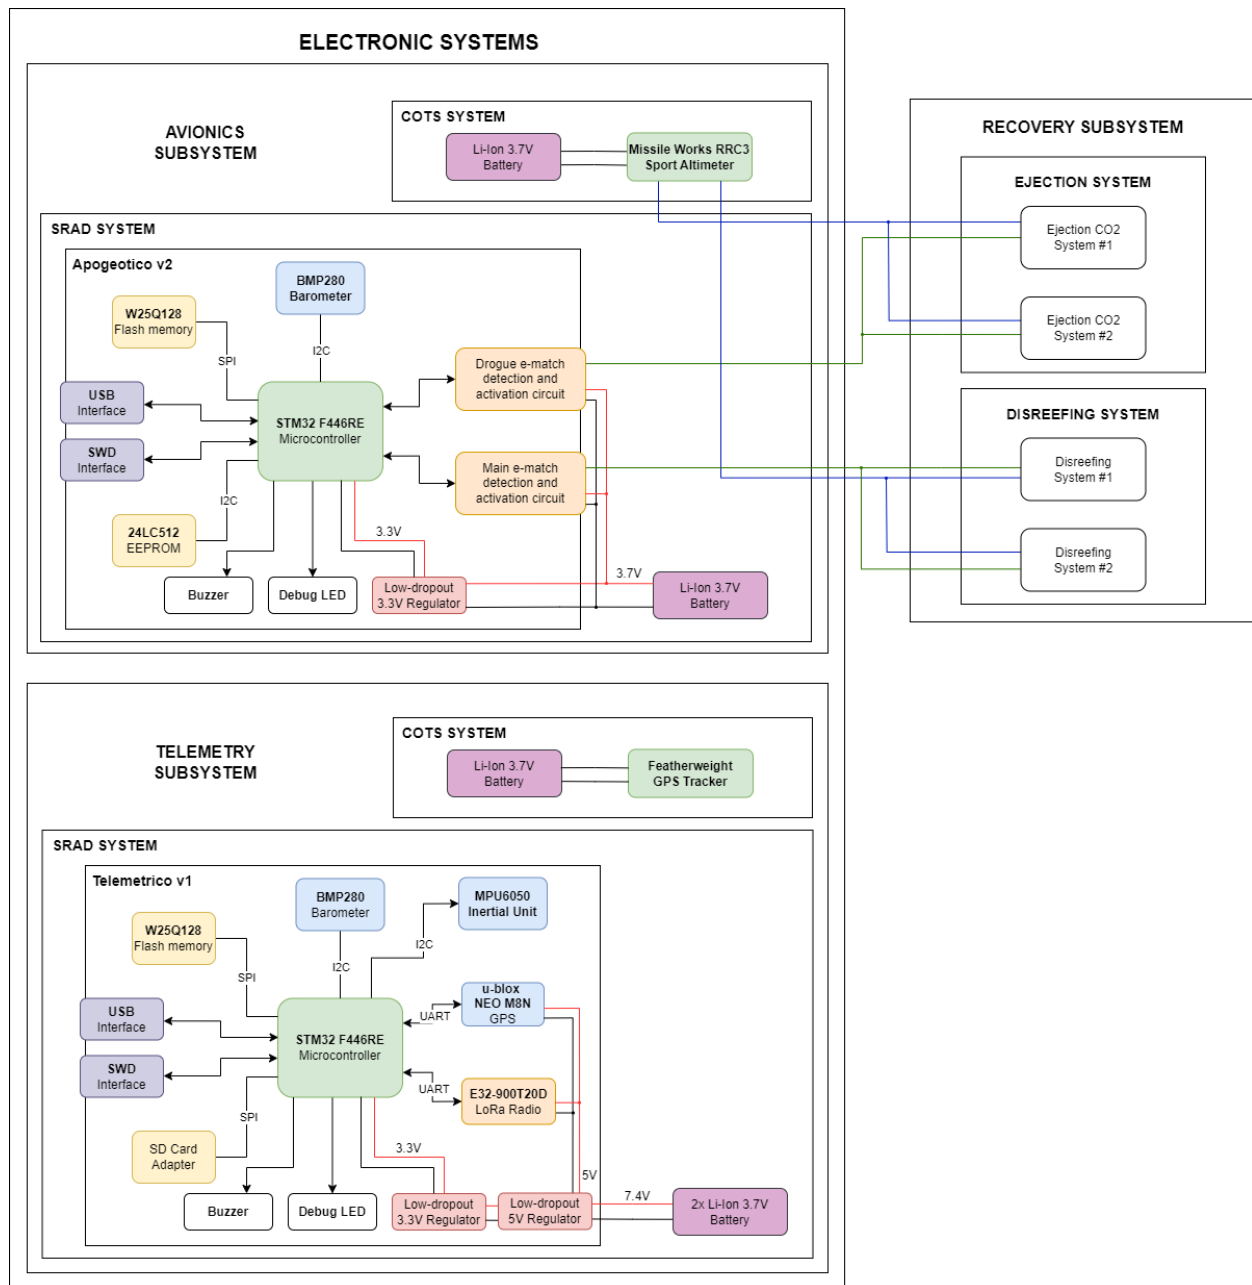 ELECTRONIC SYSTEMS
AVIONICS
SUBSYSTEM
COTS SYSTEM
Li-Ion 3.7V
Battery
Missile Works RRC3
Sport Altimeter
SRAD SYSTEM
Apogeotico v2
BMP280
Barometer
W25Q128
Flash memory
SPI
I2C
USB
Interface
STM32 F446RE
Microcontroller
SWD
Interface
Drogue e-match
detection and
activation circuit
Main e-match
detection and
activation circuit
I2C
24LC512
EEPROM
3.3V
3.7V
Buzzer
Debug LED
Low-dropout
3.3V Regulator
Li-Ion 3.7V
Battery
RECOVERY SUBSYSTEM
EJECTION SYSTEM
Ejection CO2
System #1
Ejection CO2
System #2
DISREEFING SYSTEM
Disreefing
System #1
Disreefing
System #2
TELEMETRY
SUBSYSTEM
COTS SYSTEM
Li-Ion 3.7V
Battery
Featherweight
GPS Tracker
SRAD SYSTEM
Telemetrico v1
BMP280
Barometer
MPU6050
Inertial Unit
W25Q128
Flash memory
I2C
SPI
I2C
u-blox
NEO M8N
GPS
UART
USB
Interface
STM32 F446RE
Microcontroller
SWD
Interface
UART
E32-900T20D
LoRa Radio
SPI
SD Card
Adapter
3.3V
5V
7.4V
Buzzer
Debug LED
Low-dropout
3.3V Regulator
Low-dropout
5V Regulator
2x Li-Ion 3.7V
Battery